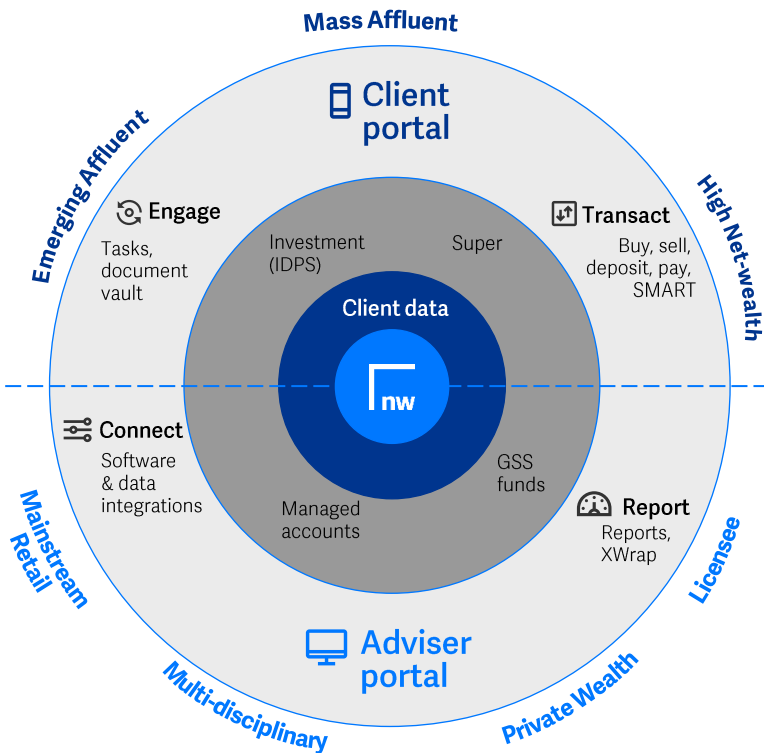 Mass Affluent
Client
portal
Emerging Affluent
High Net-wealth
Engage
Tasks,
document
vault
Transact
Buy, sell,
deposit, pay,
SMART
Investment
(IDPS)
Super
Client data
nw
Connect
Software
& data
integrations
GSS
funds
Managed
accounts
Report
Reports,
XWrap
Mainstream
Retail
Licensee
Adviser
portal
Multi-disciplinary
Private Wealth